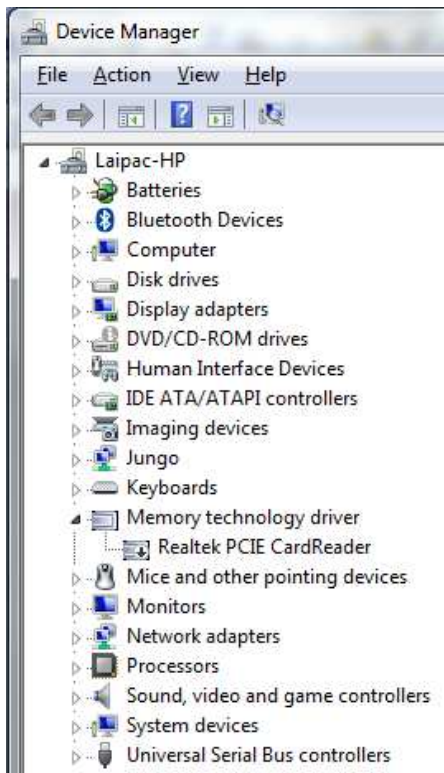 Device Manager
File Action View Help
Laipac-HP
Batteries
Bluetooth Devices
Computer
Disk drives
Display adapters
DVD/CD-ROM drives
Human Interface Devices
IDE ATA/ATAPI controllers
Imaging devices
Jungo
Keyboards
Memory technology driver
Realtek PCIE CardReader
Mice and other pointing devices
Monitors
Network adapters
Processors
Sound, video and game controllers
System devices
Universal Serial Bus controllers